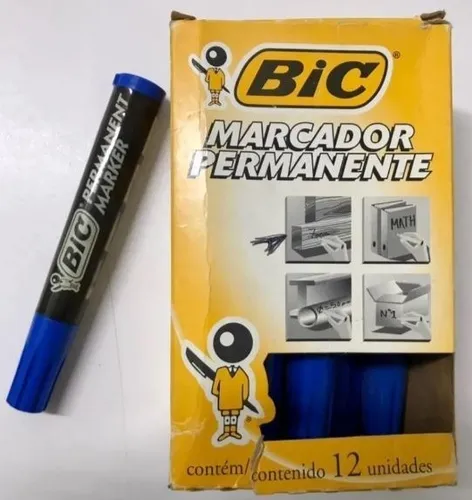 BIC
PERMANENT
MARKER
BIC®
MARCADOR
PERMANENTE
MATH
Nº1
contém/contenido 12 unidades